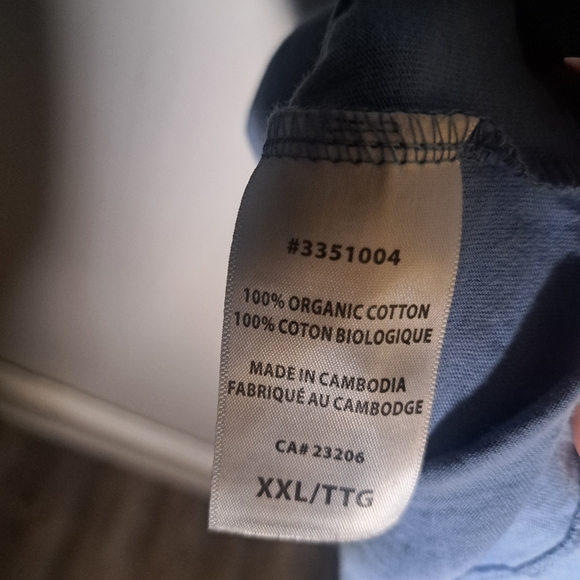 #3351004
100% ORGANIC COTTON
100% COTON BIOLOGIQUE
MADE IN CAMBODIA
FABRIQUÉ AU CAMBODGE
CA# 23206
XXL/TTG